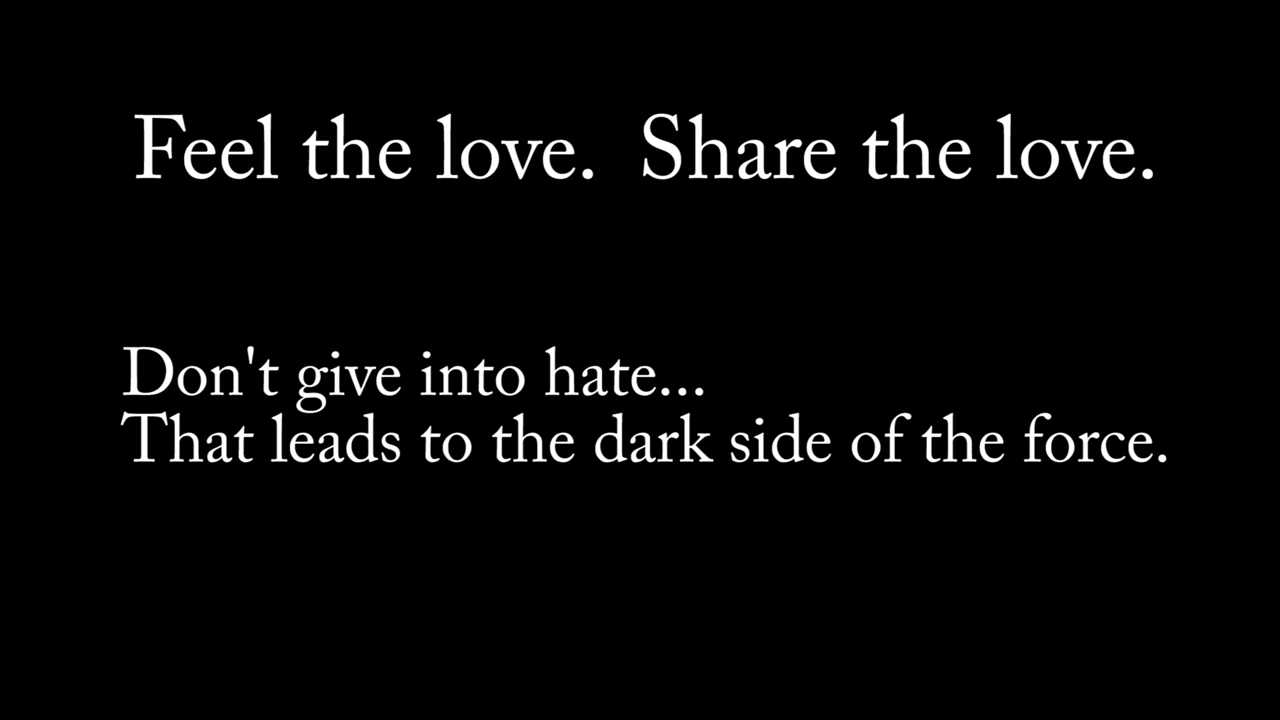 Feel the love.  Share the love.
Don't give into hate...
That leads to the dark side of the force.